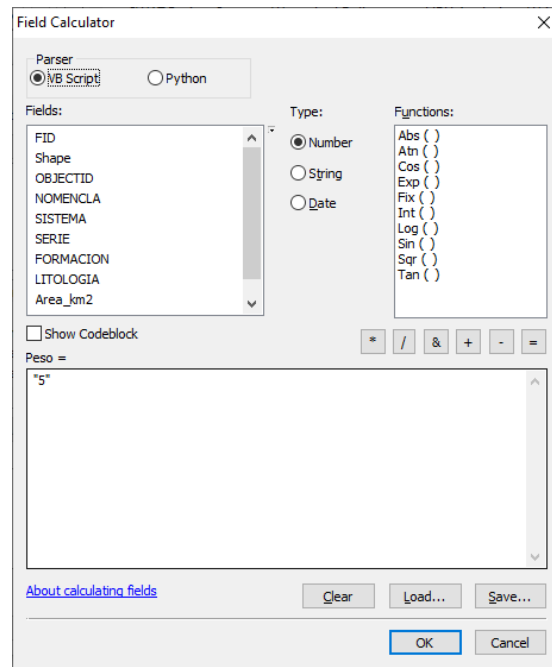 Field Calculator
Parser
VB Script
Python
Fields:
FID
Shape
OBJECTID
NOMENCLA
SISTEMA
SERIE
FORMACION
LITOLOGIA
Area_km2
Type:
Number
String
Date
Functions:
Abs ( )
Atn ( )
Cos ( )
Exp ( )
Fix ( )
Int ( )
Log ( )
Sin ( )
Sqr ( )
Tan ( )
Show Codeblock
* / & + - =
Peso =
"5"
About calculating fields
Clear Load... Save...
OK Cancel